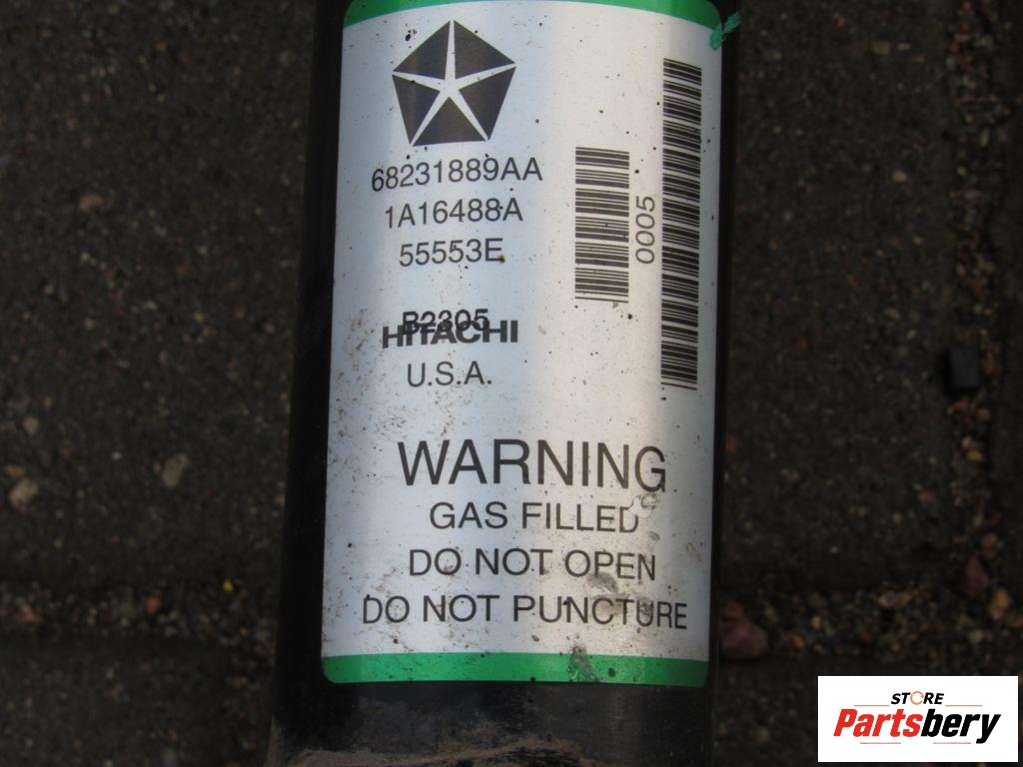 68231889AA
1A16488A
55553E
B2305
HITACHI
U.S.A.
0005
WARNING
GAS FILLED
DO NOT OPEN
DO NOT PUNCTURE
STORE
Partsbery